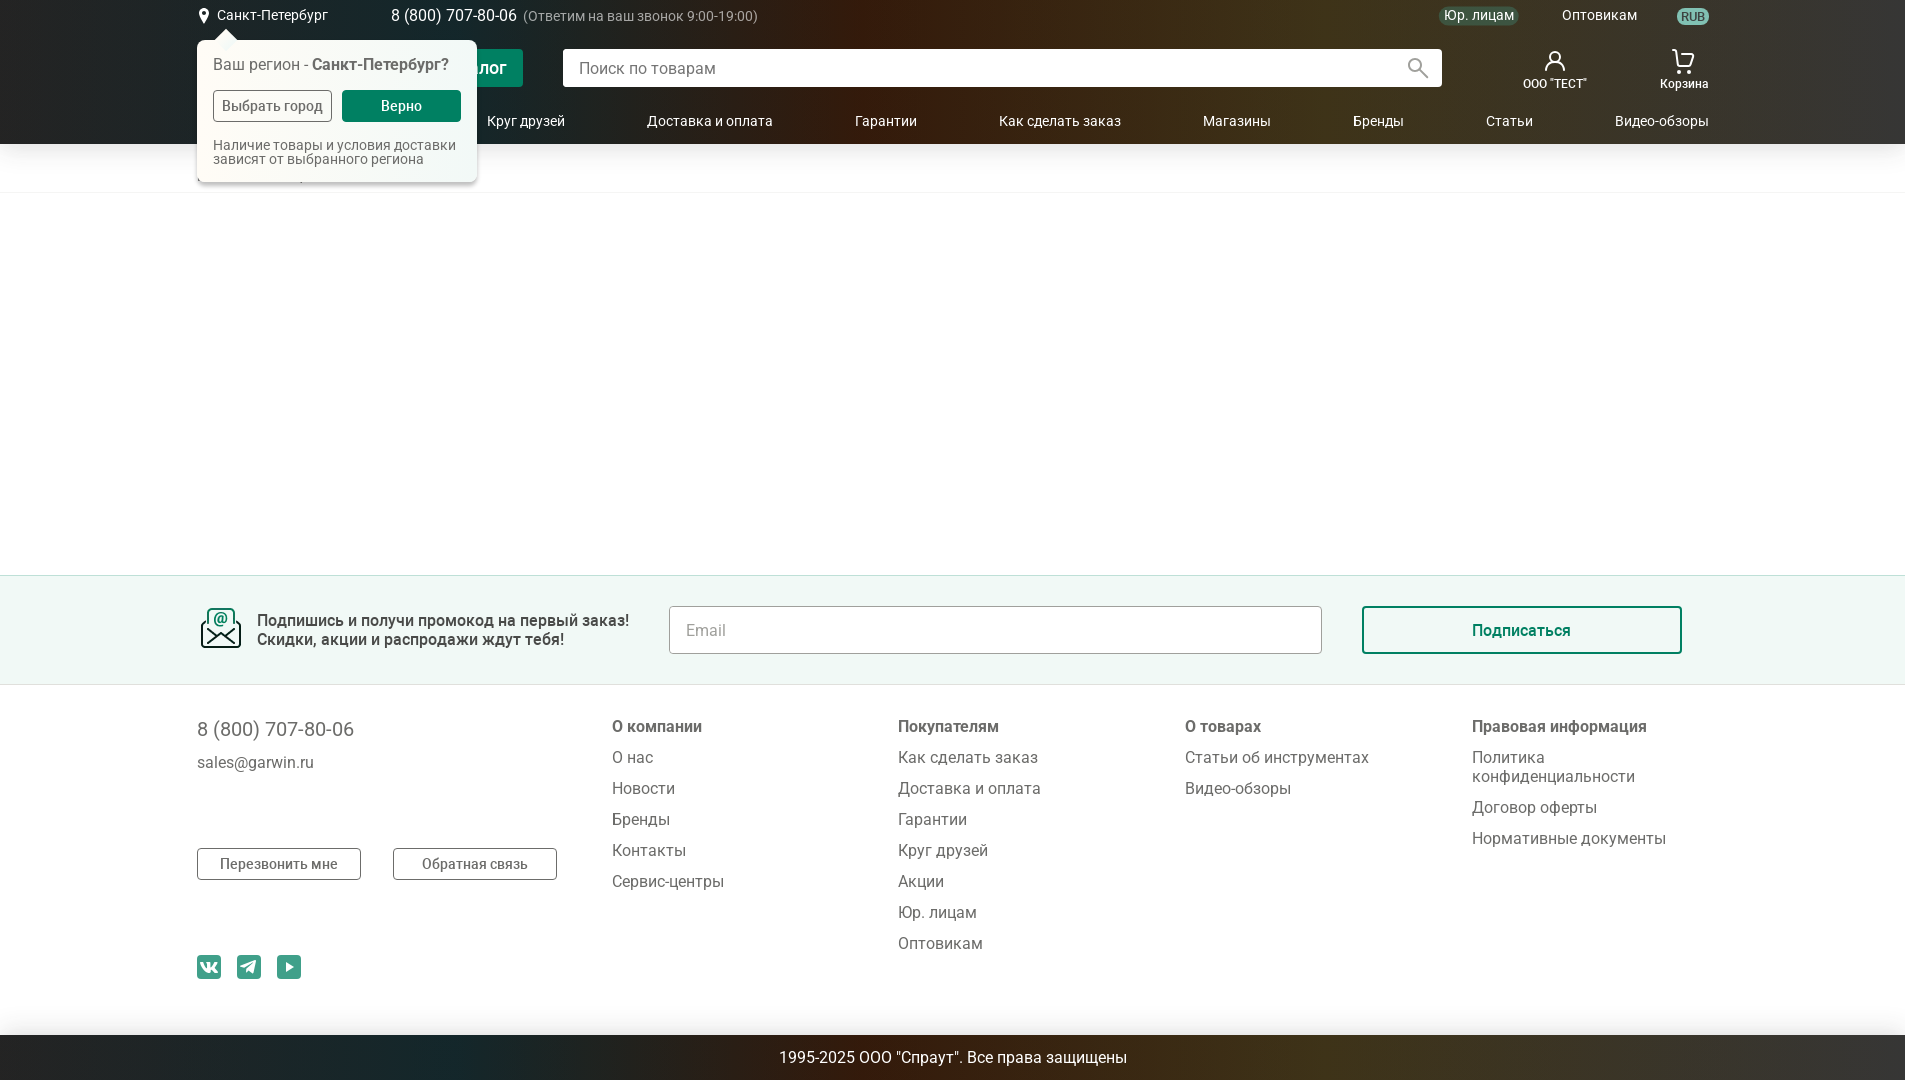 Санкт-Петербург
8 (800) 707-80-06 (Ответим на ваш звонок 9:00-19:00)
Юр. лицам
Оптовикам
RUB
Ваш регион - Санкт-Петербург?
Выбрать город
Верно
Наличие товары и условия доставки
зависят от выбранного региона
лог
Поиск по товарам
ООО "ТЕСТ"
Корзина
Круг друзей
Доставка и оплата
Гарантии
Как сделать заказ
Магазины
Бренды
Статьи
Видео-обзоры
@
Подпишись и получи промокод на первый заказ!
Скидки, акции и распродажи ждут тебя!
Email
Подписаться
8 (800) 707-80-06
sales@garwin.ru
Перезвонить мне
Обратная связь
О компании
О нас
Новости
Бренды
Контакты
Сервис-центры
Покупателям
Как сделать заказ
Доставка и оплата
Гарантии
Круг друзей
Акции
Юр. лицам
Оптовикам
О товарах
Статьи об инструментах
Видео-обзоры
Правовая информация
Политика
конфиденциальности
Договор оферты
Нормативные документы
1995-2025 ООО "Спраут". Все права защищены